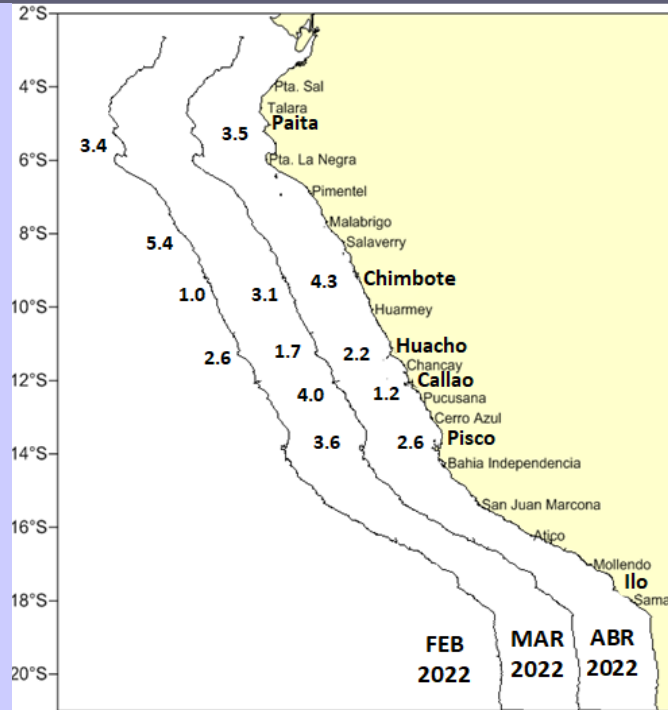 2°S
4°S
Pta. Sal
Talara
Paita
3.5
3.4
6°S
Pta. La Negra
Pimentel
Malabrigo
8°S
5.4
Salaverry
4.3
Chimbote
1.0
3.1
10°S
Huarmey
Huacho
2.6
1.7
2.2
Chancay
12°S
Callao
4.0
1.2
Pucusana
Cerro Azul
3.6
2.6
Pisco
14°S
Bahia Independencia
San Juan Marcona
16°S
Atico
Mollendo
Ilo
18°S
Sama
FEB
2022
MAR
2022
ABR
2022
20°S